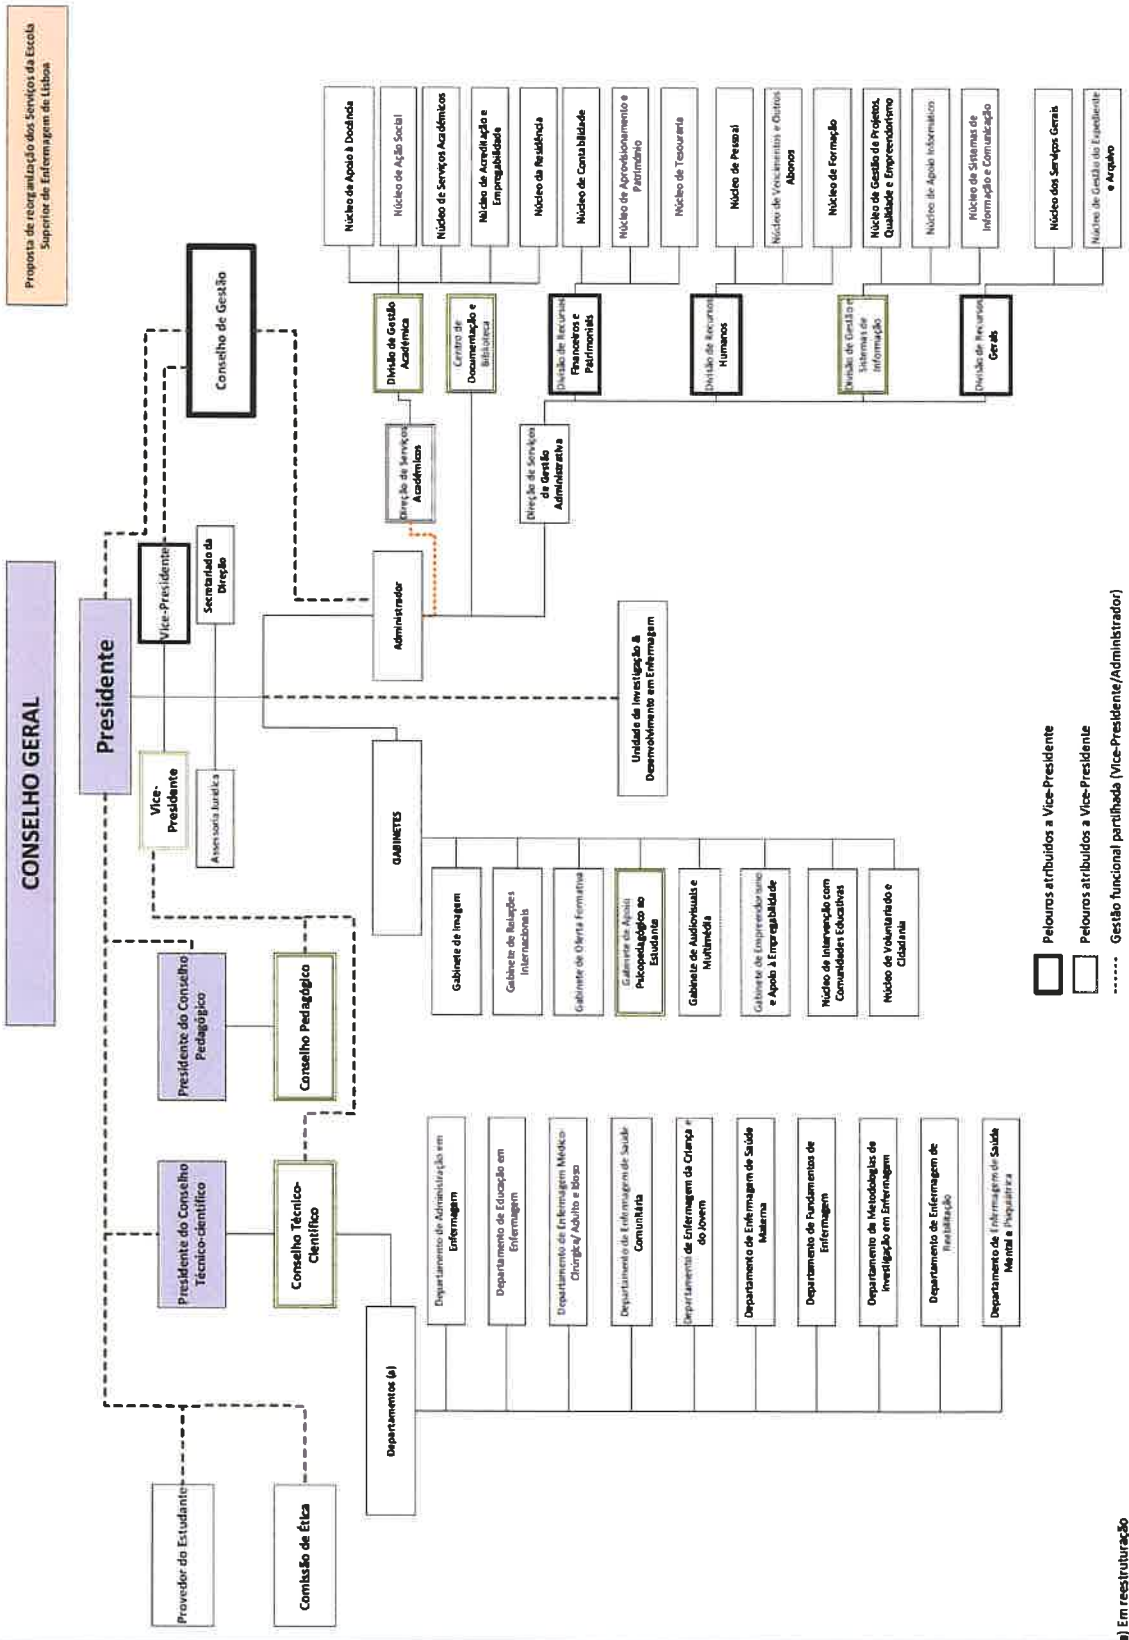 Proposta de reorganização dos Serviços da Escola
Superior de Enfermagem de Lisboa
CONSELHO GERAL
Presidente
Vice-
Presidente
Vice-Presidente
Assessoria Jurídica
Secretariado da
Direção
Conselho de Gestão
Provedor do Estudante
Comissão de Ética
Presidente do Conselho
Técnico-científico
Presidente do Conselho
Pedagógico
Conselho Técnico-
Científico
Conselho Pedagógico
Departamentos (a)
Departamento de Administração em
Enfermagem
Departamento de Educação em
Enfermagem
Departamento de Enfermagem Médico-
Cirúrgica/ Adulto e Idoso
Departamento de Enfermagem de Saúde
Comunitária
Departamento de Enfermagem da Criança e
do Jovem
Departamento de Enfermagem de Saúde
Materna
Departamento de Fundamentos de
Enfermagem
Departamento de Metodologias de
Investigação em Enfermagem
Departamento de Enfermagem de
Reabilitação
Departamento de Enfermagem de Saúde
Mental e Psiquiátrica
GABINETES
Gabinete de Imagem
Gabinete de Relações
Internacionais
Gabinete de Oferta Formativa
Gabinete de Apoio
Psicopedagógico ao
Estudante
Gabinete de Audiovisuais e
Multimédia
Gabinete de Empreendorismo
e Apoio à Empregabilidade
Núcleo de Intervenção com
Comunidades Educativas
Núcleo de Voluntariado e
Cidadania
Unidade de Investigação &
Desenvolvimento em Enfermagem
Administrador
Direção de Serviços
Académicos
Direção de Serviços
de Gestão
Administrativa
Divisão de Gestão
Académica
Centro de
Documentação e
Biblioteca
Divisão de Recursos
Financeiros e
Patrimoniais
Divisão de Recursos
Humanos
Divisão de Gestão e
Sistemas de
Informação
Divisão de Recursos
Gerais
Núcleo de Apoio à Docência
Núcleo de Ação Social
Núcleo de Serviços Académicos
Núcleo de Acreditação e
Empregabilidade
Núcleo da Residência
Núcleo de Contabilidade
Núcleo de Aprovisionamento e
Património
Núcleo de Tesouraria
Núcleo de Pessoal
Núcleo de Vencimentos e Outros
Abonos
Núcleo de Formação
Núcleo de Gestão de Projetos,
Qualidade e Empreendorismo
Núcleo de Apoio Informático
Núcleo de Sistemas de
Informação e Comunicação
Núcleo dos Serviços Gerais
Núcleo de Gestão do Expediente
e Arquivo
Pelouros atribuidos a Vice-Presidente
Pelouros atribuidos a Vice-Presidente
Gestão funcional partilhada (Vice-Presidente/Administrador)
a) Em reestruturação